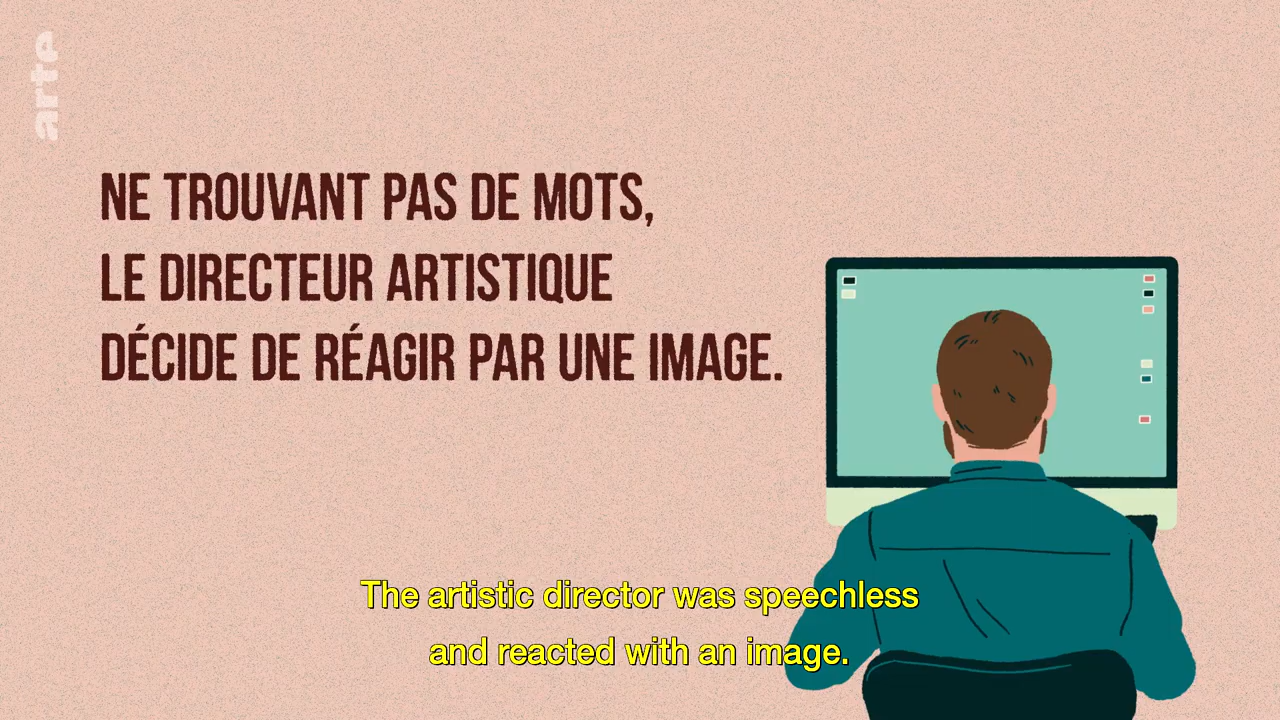 arte
NE TROUVANT PAS DE MOTS,
LE DIRECTEUR ARTISTIQUE
DÉCIDE DE RÉAGIR PAR UNE IMAGE.
The artistic director was speechless
and reacted with an image.